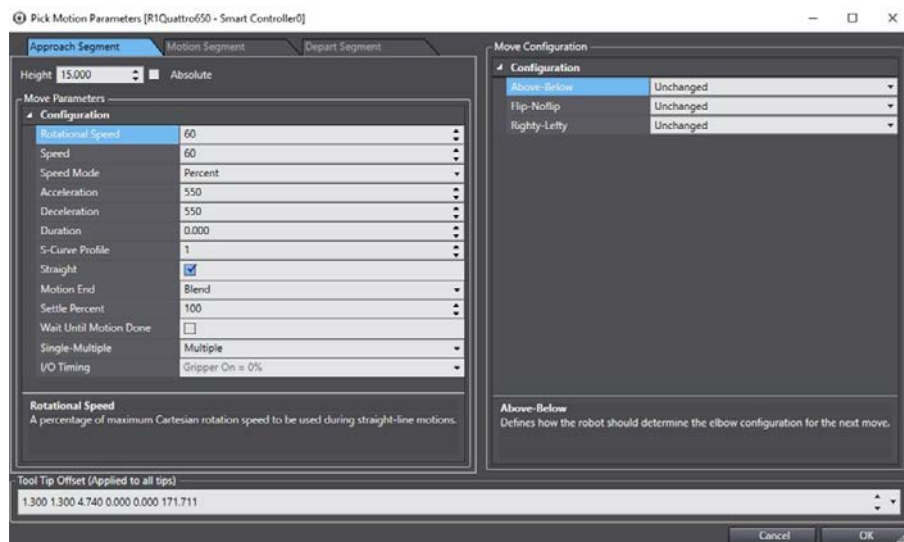 Pick Motion Parameters [R1Quattro650 - Smart Controller0]
Approach Segment Motion Segment Depart Segment
Height 15.000 Absolute
Move Parameters
Configuration
Rotational Speed 60
Speed 60
Speed Mode Percent
Acceleration 550
Deceleration 550
Duration 0.000
S-Curve Profile 1
Straight
Motion End Blend
Settle Percent 100
Wait Until Motion Done
Single-Multiple Multiple
I/O Timing Gripper On = 0%
Rotational Speed
A percentage of maximum Cartesian rotation speed to be used during straight-line motions.
Move Configuration
Configuration
Above-Below Unchanged
Flip-Noflip Unchanged
Righty-Lefty Unchanged
Above-Below
Defines how the robot should determine the elbow configuration for the next move.
Tool Tip Offset (Applied to all tips)
1.300 1.300 4.740 0.000 0.000 171.711
Cancel OK